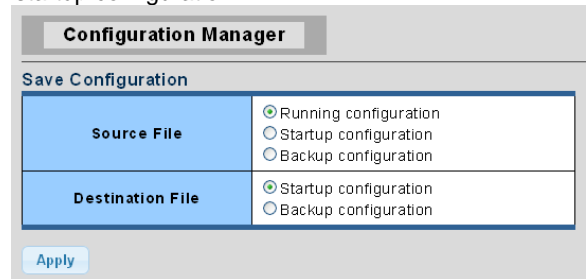 Configuration Manager
Save Configuration
Source File
Running configuration
Startup configuration
Backup configuration
Destination File
Startup configuration
Backup configuration
Apply